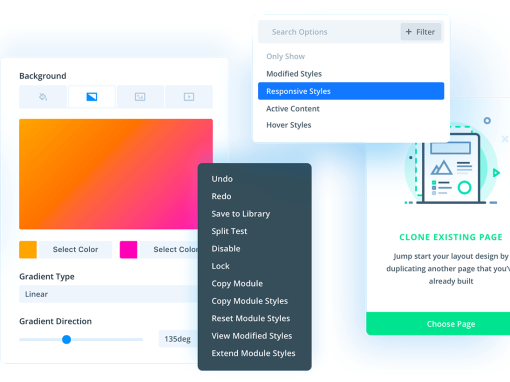 Search Options
+ Filter
Only Show
Modified Styles
Responsive Styles
Active Content
Hover Styles
Background
Select Color
Select Color
Gradient Type
Linear
Gradient Direction
135deg
Undo
Redo
Save to Library
Split Test
Disable
Lock
Copy Module
Copy Module Styles
Reset Module Styles
View Modified Styles
Extend Module Styles
CLONE EXISTING PAGE
Jump start your layout design by
duplicating another page that you'v
already built
Choose Page